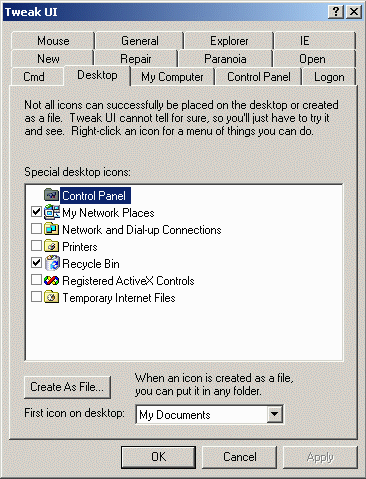 Tweak UI
Mouse General Explorer IE
New Repair Paranoia Open
Cmd Desktop My Computer Control Panel Logon
Not all icons can successfully be placed on the desktop or created
as a file. Tweak UI cannot tell for sure, so you'll just have to try it
and see. Right-click an icon for a menu of things you can do.
Special desktop icons:
Control Panel
My Network Places
Network and Dial-up Connections
Printers
Recycle Bin
Registered ActiveX Controls
Temporary Internet Files
Create As File...
When an icon is created as a file,
you can put it in any folder.
First icon on desktop: My Documents
OK Cancel Apply